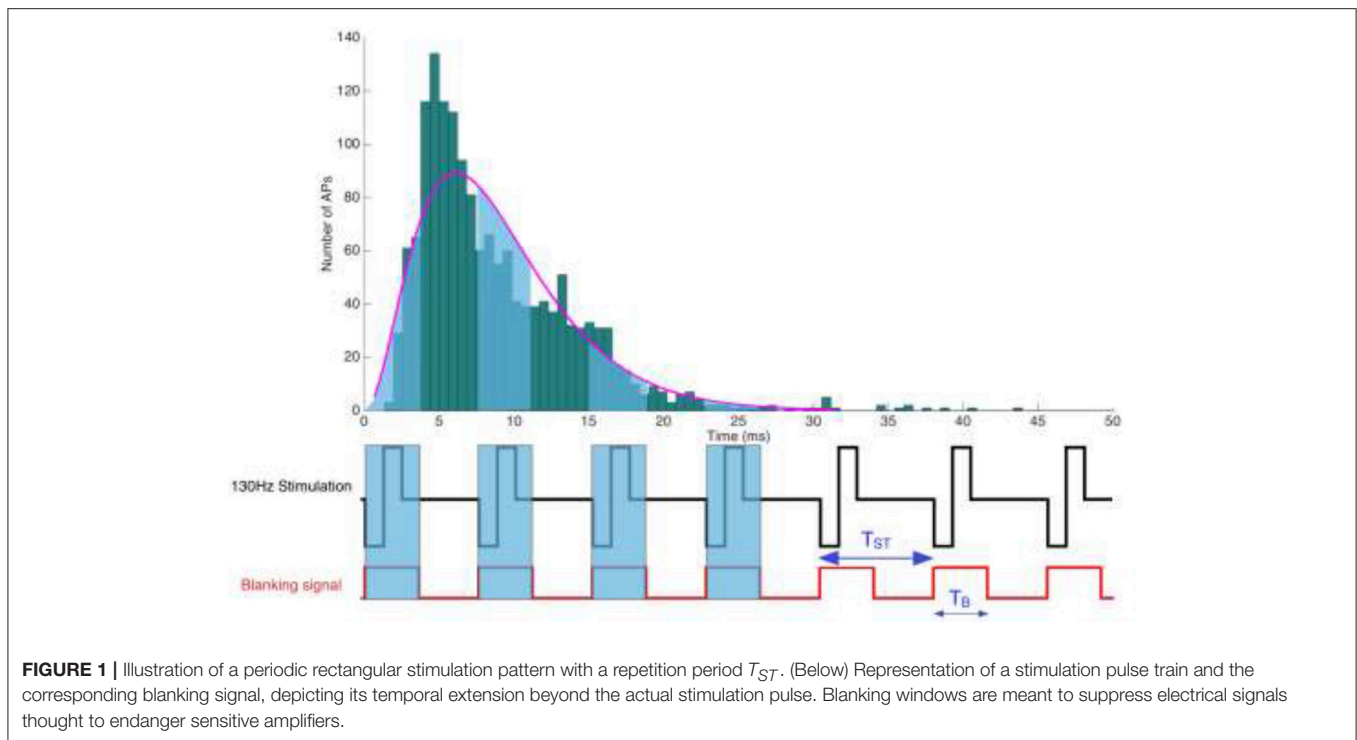 140
120
100
80
60
40
20
0
Number of APs
0 5 10 15 20 25 30 35 40 45 50
Time (ms)
130Hz Stimulation
T_ST
Blanking signal
T_B
FIGURE 1 | Illustration of a periodic rectangular stimulation pattern with a repetition period T_ST. (Below) Representation of a stimulation pulse train and the
corresponding blanking signal, depicting its temporal extension beyond the actual stimulation pulse. Blanking windows are meant to suppress electrical signals
thought to endanger sensitive amplifiers.